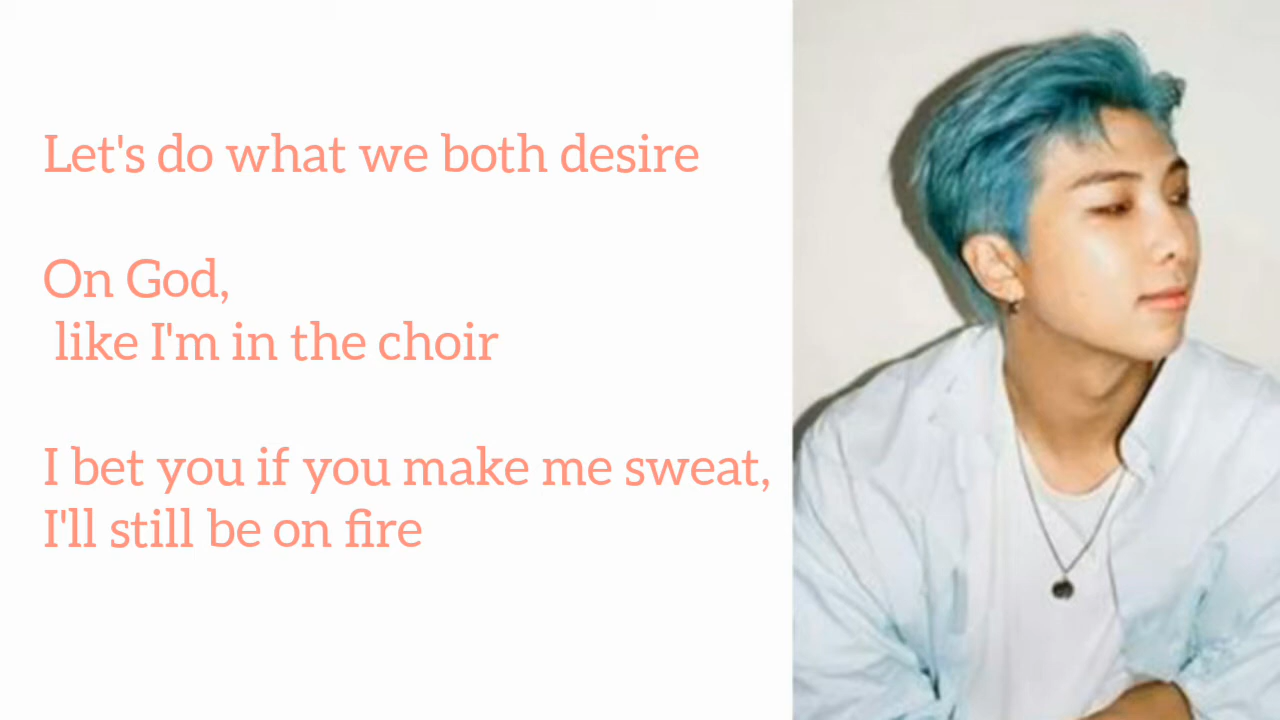 Let's do what we both desire
On God,
like I'm in the choir
I bet you if you make me sweat,
I'll still be on fire